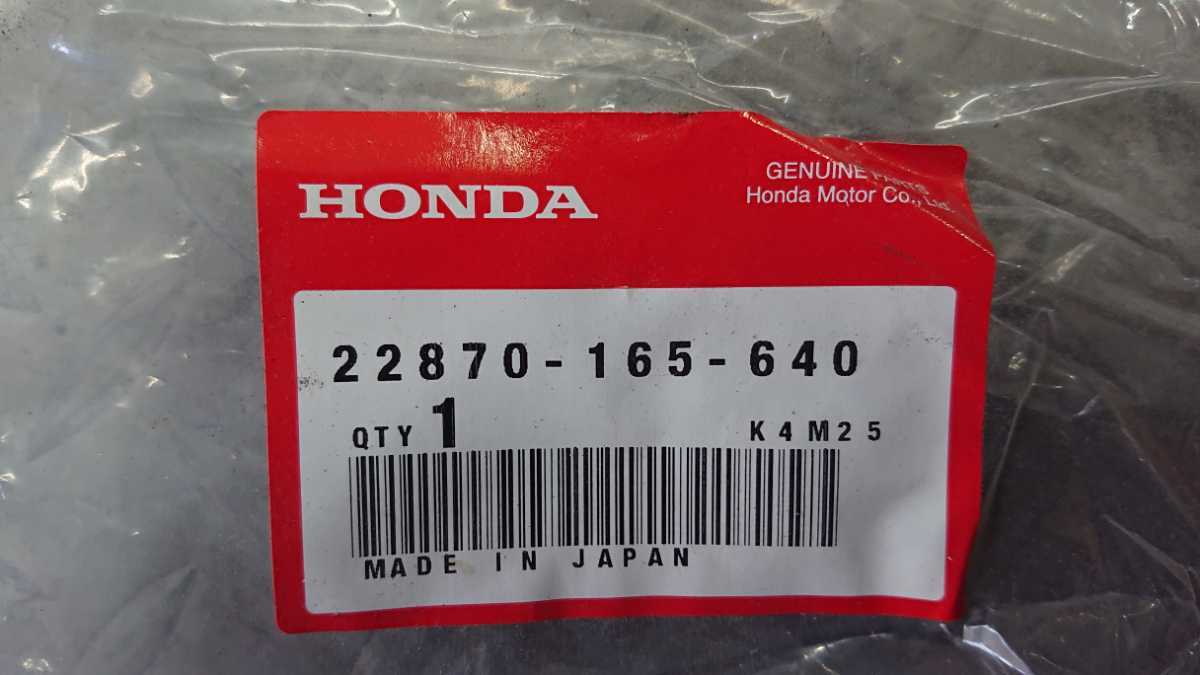 HONDA
GENUINE PARTS
Honda Motor Co., Ltd.
22870-165-640
QTY 1 K4M25
MADE IN JAPAN